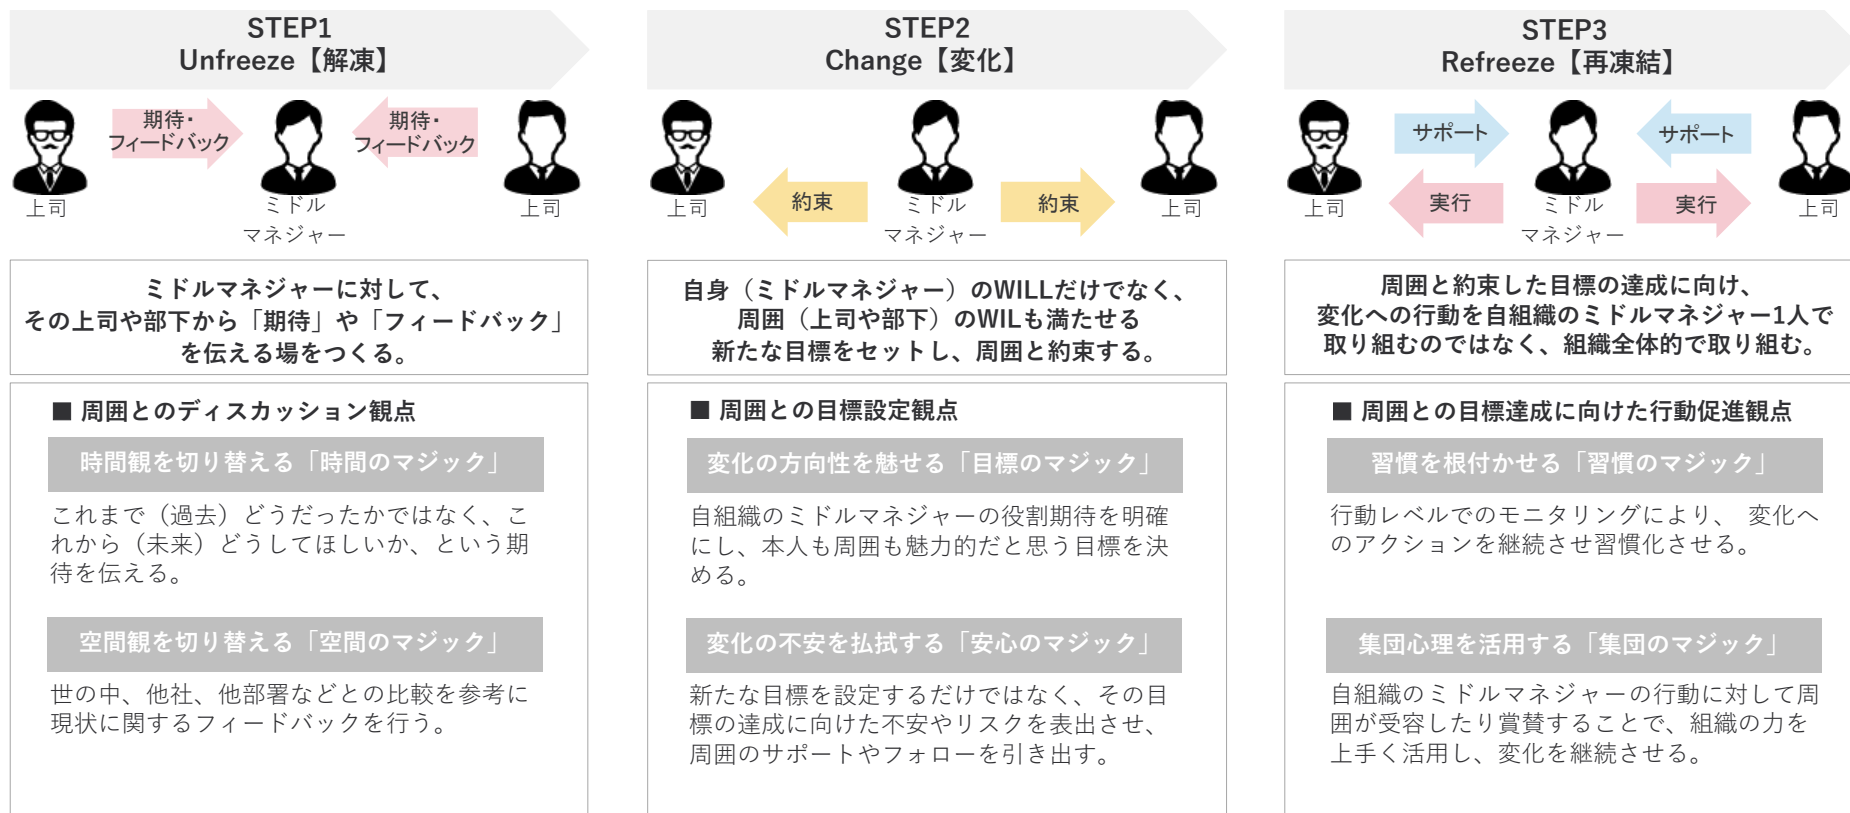 STEP1
Unfreeze【解凍】
期待・
フィードバック
期待・
フィードバック
上司
ミドル
マネジャー
上司
ミドルマネジャーに対して、
その上司や部下から「期待」や「フィードバック」
を伝える場をつくる。
■ 周囲とのディスカッション観点
時間観を切り替える「時間のマジック」
これまで（過去）どうだったかではなく、こ
れから（未来）どうしてほしいか、という期
待を伝える。
空間観を切り替える「空間のマジック」
世の中、他社、他部署などとの比較を参考に
現状に関するフィードバックを行う。
STEP2
Change【変化】
約束
約束
上司
ミドル
マネジャー
上司
自身（ミドルマネジャー）のWILLだけでなく、
周囲（上司や部下）のWILも満たせる
新たな目標をセットし、周囲と約束する。
■ 周囲との目標設定観点
変化の方向性を魅せる「目標のマジック」
自組織のミドルマネジャーの役割期待を明確
にし、本人も周囲も魅力的だと思う目標を決
める。
変化の不安を払拭する「安心のマジック」
新たな目標を設定するだけではなく、その目
標の達成に向けた不安やリスクを表出させ、
周囲のサポートやフォローを引き出す。
STEP3
Refreeze【再凍結】
サポート
サポート
実行
実行
上司
ミドル
マネジャー
上司
周囲と約束した目標の達成に向け、
変化への行動を自組織のミドルマネジャー1人で
取り組むのではなく、組織全体的で取り組む。
■ 周囲との目標達成に向けた行動促進観点
習慣を根付かせる「習慣のマジック」
行動レベルでのモニタリングにより、 変化へ
のアクションを継続させ習慣化させる。
集団心理を活用する「集団のマジック」
自組織のミドルマネジャーの行動に対して周
囲が受容したり賞賛することで、組織の力を
上手く活用し、変化を継続させる。